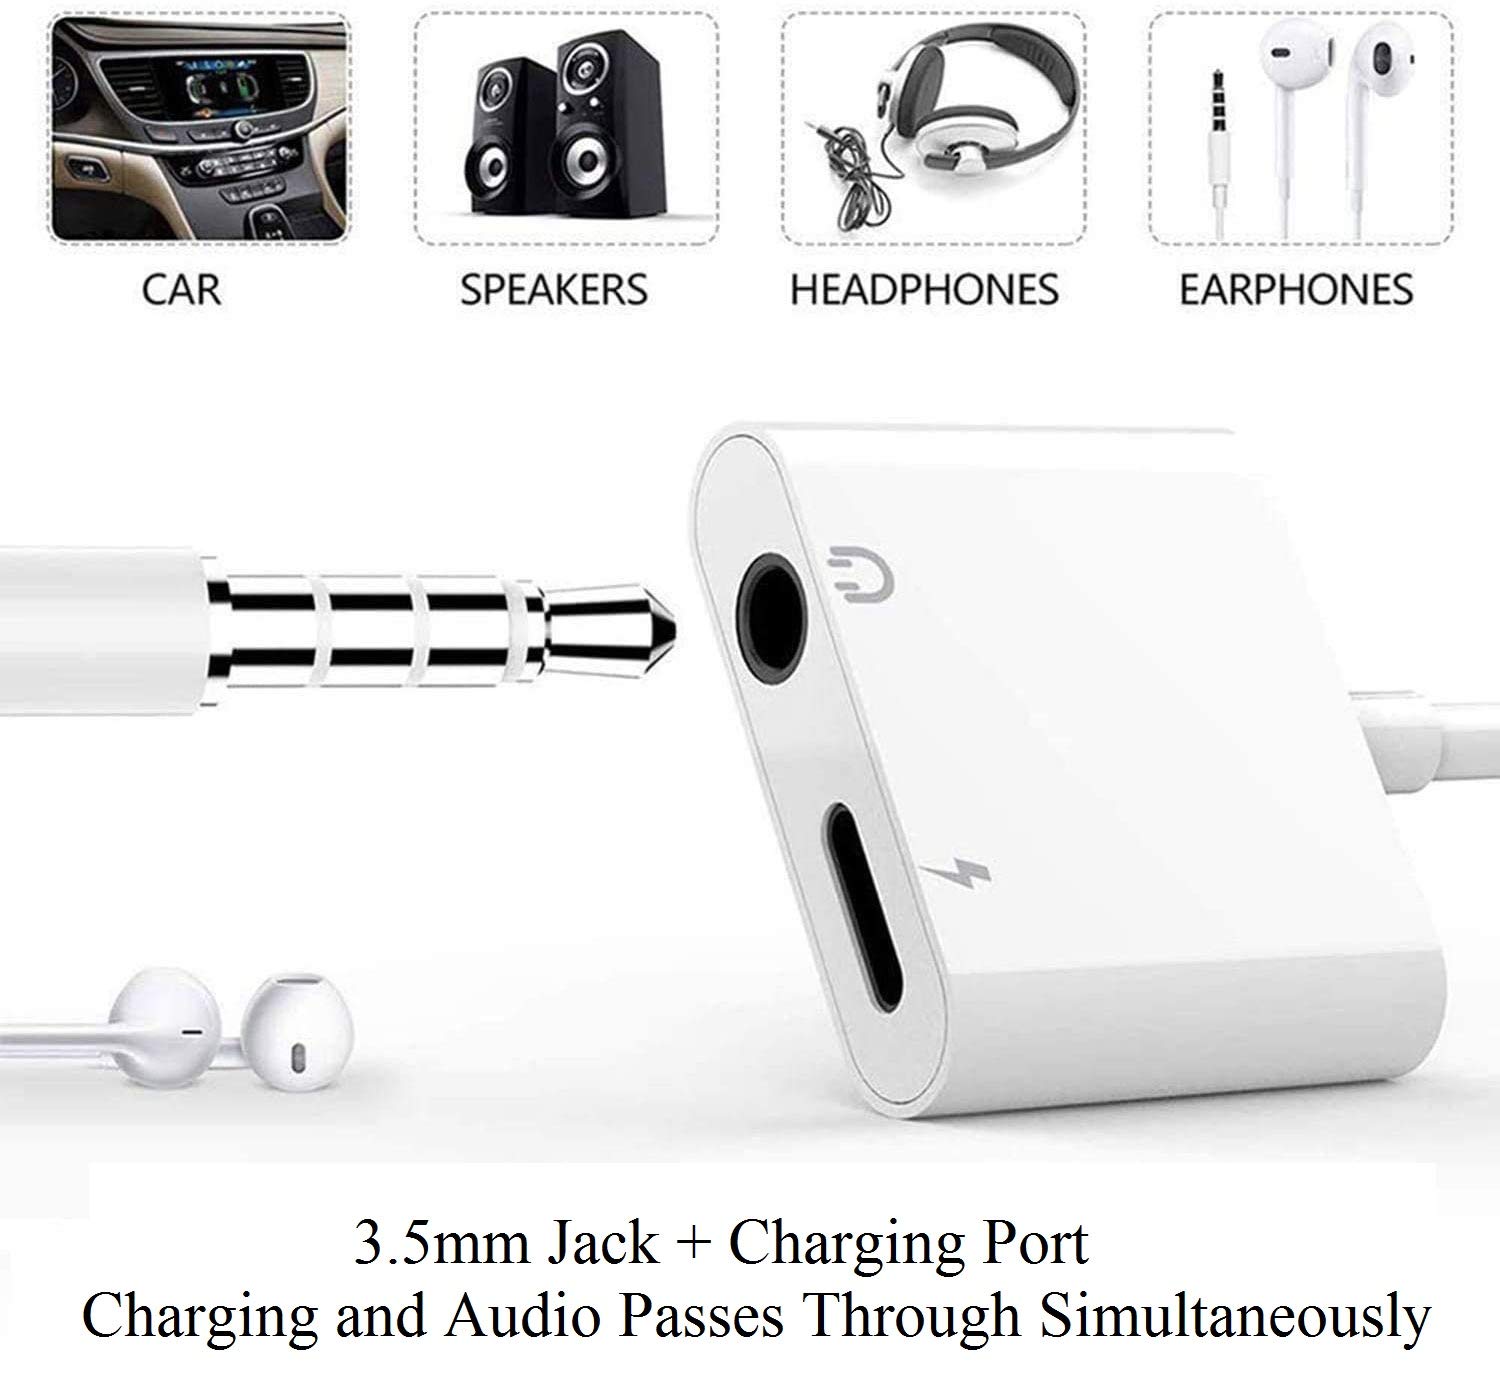 CAR
SPEAKERS
HEADPHONES
EARPHONES
3.5mm Jack + Charging Port
Charging and Audio Passes Through Simultaneously